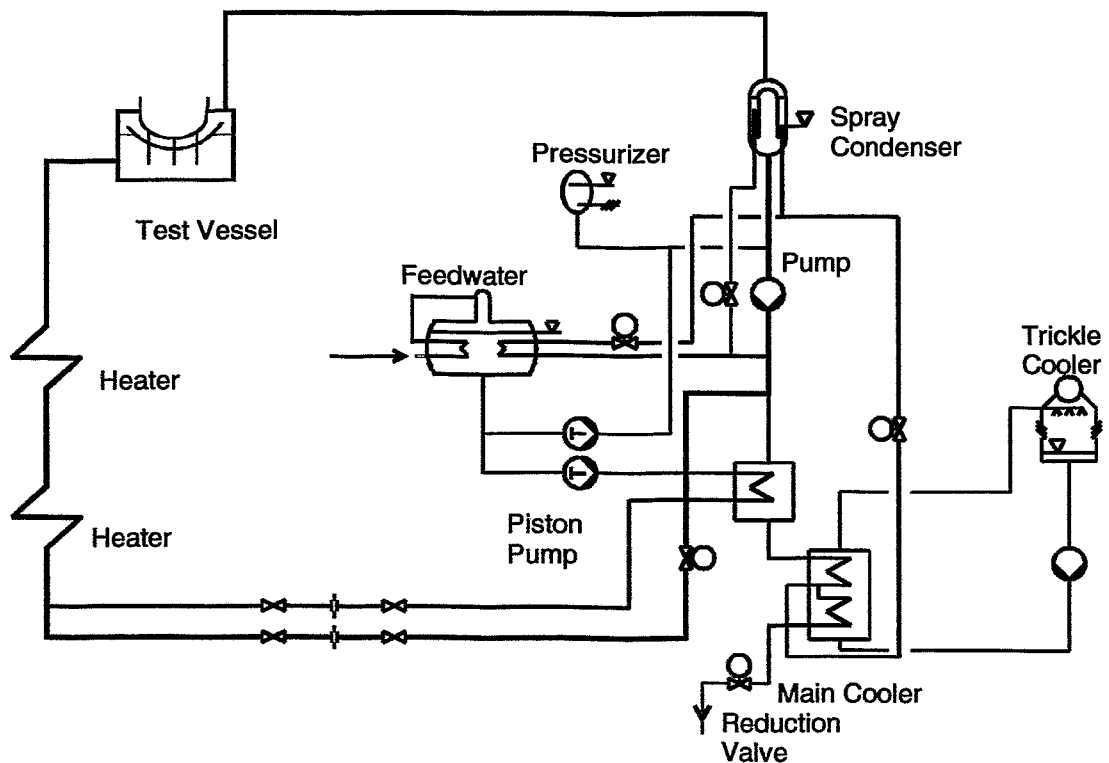 Spray
Condenser
Pressurizer
Test Vessel
Pump
Feedwater
Trickle
Cooler
Heater
T
T
Piston
Pump
Heater
Main Cooler
Reduction
Valve